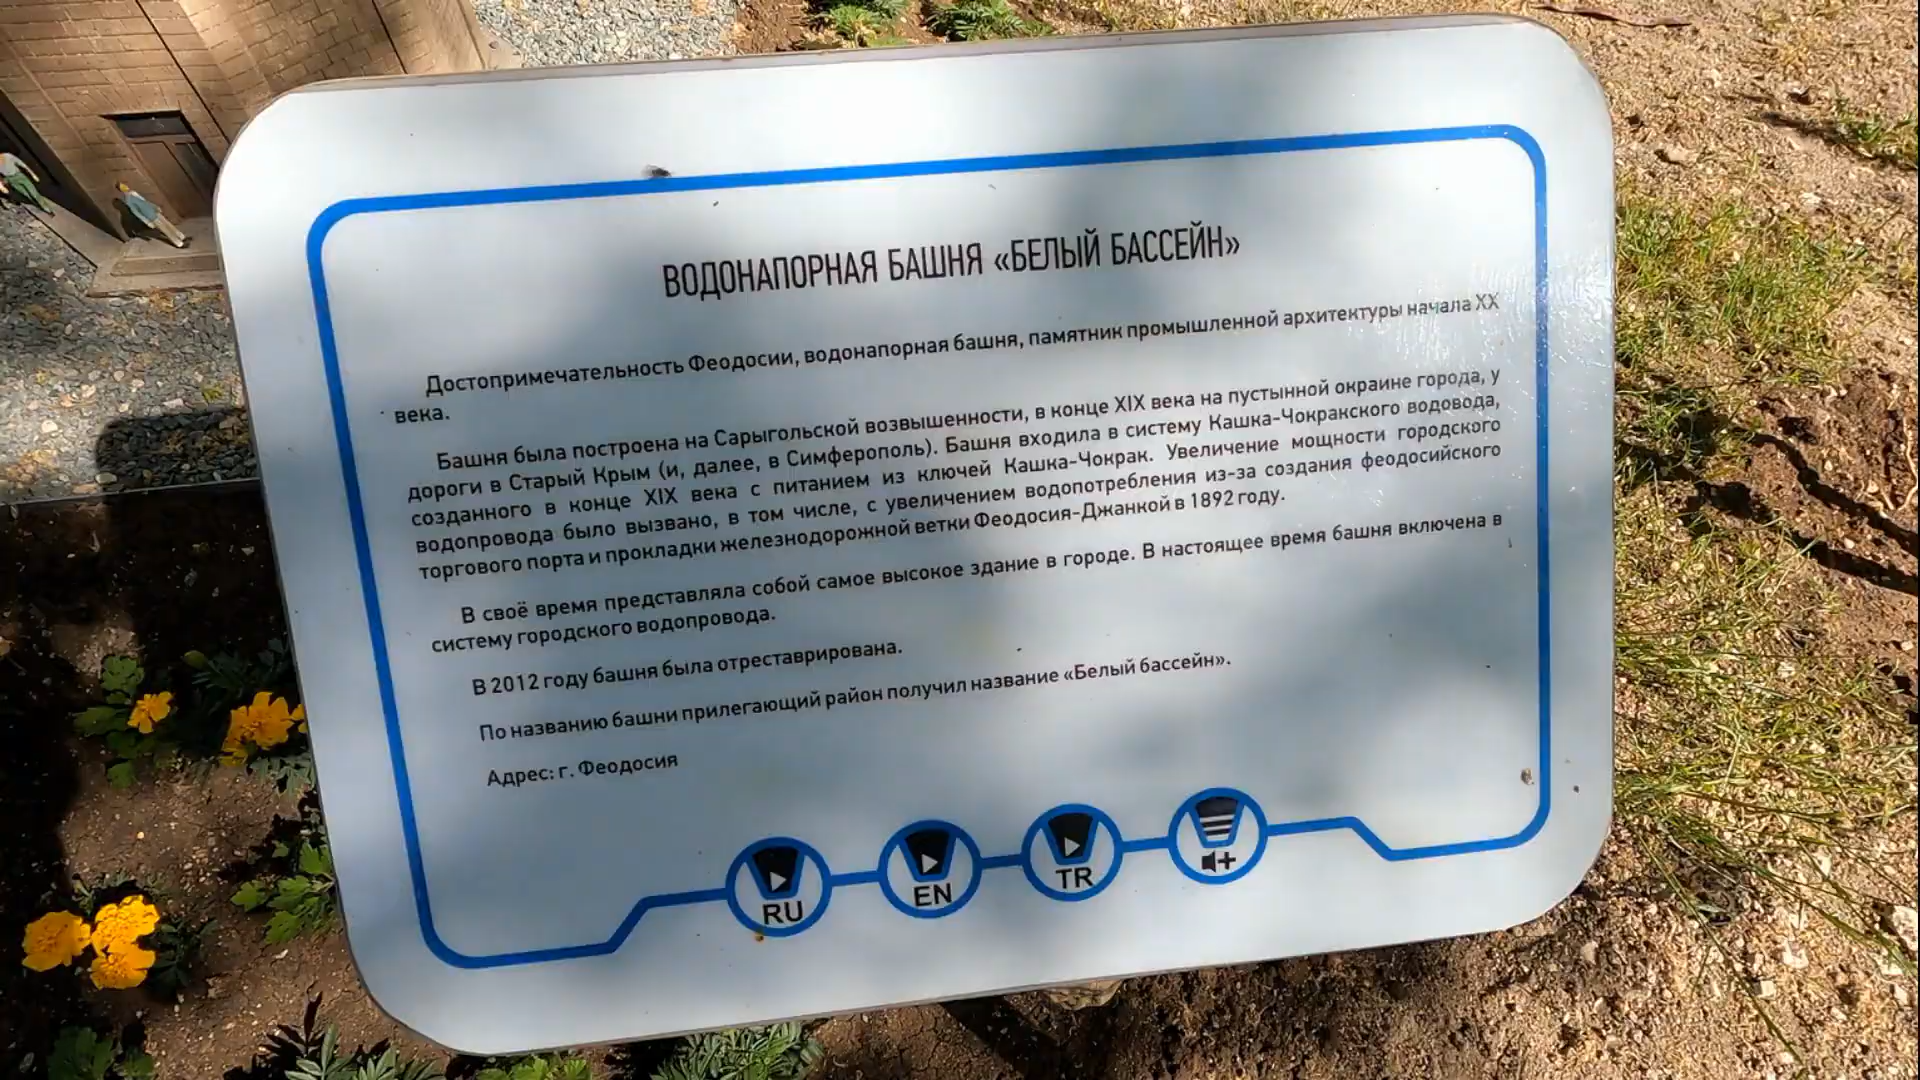 ВОДОНАПОРНАЯ БАШНЯ «БЕЛЫЙ БАССЕЙН»
Достопримечательность Феодосии, водонапорная башня, памятник промышленной архитектуры начала XX
века.
Башня была построена на Сарыгольской возвышенности, в конце XIX века на пустынной окраине города, у
дороги в Старый Крым (и, далее, в Симферополь). Башня входила в систему Кашка-Чокракского водовода,
созданного в конце XIX века с питанием из ключей Кашка-Чокрак. Увеличение мощности городского
водопровода было вызвано, в том числе, с увеличением водопотребления из-за создания феодосийского
торгового порта и прокладки железнодорожной ветки Феодосия-Джанкой в 1892 году.
В своё время представляла собой самое высокое здание в городе. В настоящее время башня включена в
систему городского водопровода.
В 2012 году башня была отреставрирована.
По названию башни прилегающий район получил название «Белый бассейн».
Адрес: г. Феодосия
RU EN TR